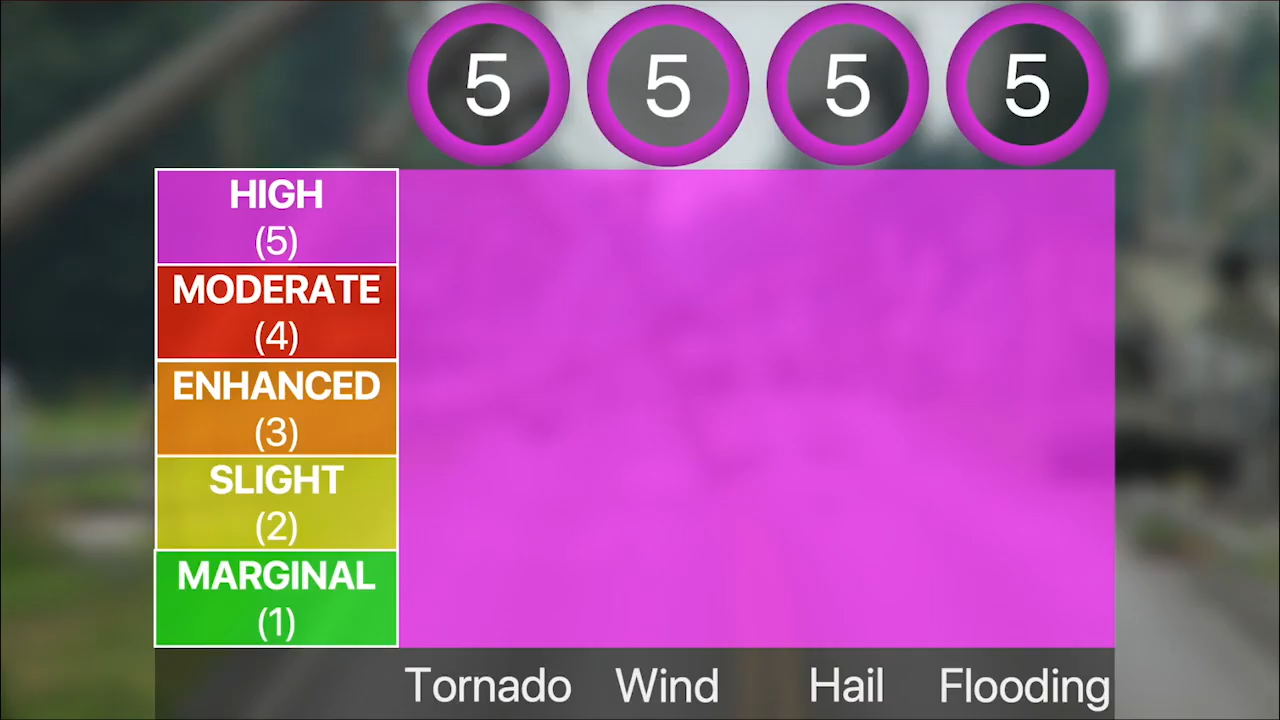 5 5 5 5
HIGH
(5)
MODERATE
(4)
ENHANCED
(3)
SLIGHT
(2)
MARGINAL
(1)
Tornado Wind Hail Flooding